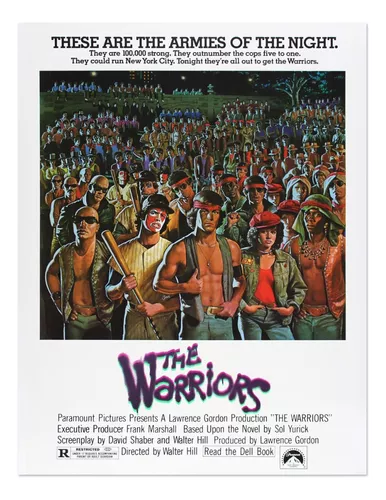 THESE ARE THE ARMIES OF THE NIGHT.
They are 100,000 strong. They outnumber the cops five to one.
They could run New York City. Tonight they're all out to get the Warriors.
THE
WARRIORS
Paramount Pictures Presents A Lawrence Gordon Production "THE WARRIORS"
Executive Producer Frank Marshall Based Upon the Novel by Sol Yurick
Screenplay by David Shaber and Walter Hill Produced by Lawrence Gordon
R RESTRICTED Directed by Walter Hill Read the Dell Book